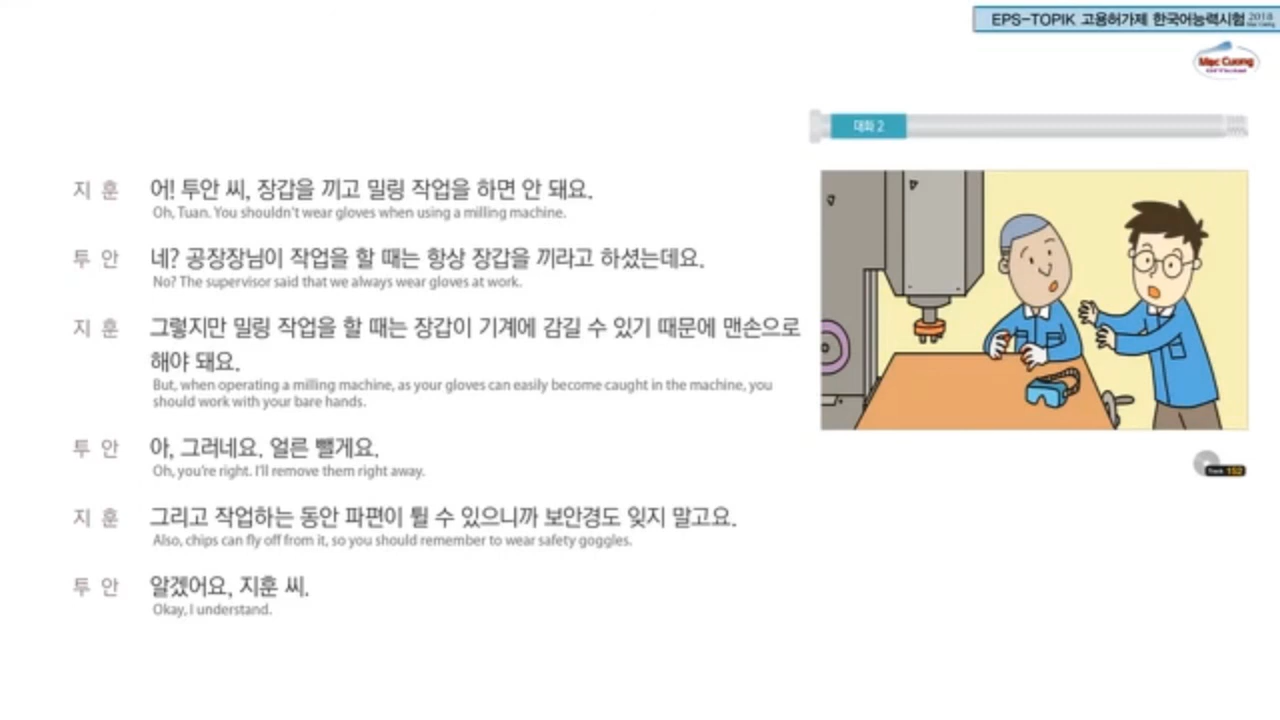 EPS-TOPIK 고용허가제 한국어능력시험 2018
Mạc Cương
대화 2
지 훈 어! 투안 씨, 장갑을 끼고 밀링 작업을 하면 안 돼요.
Oh, Tuan. You shouldn't wear gloves when using a milling machine.
투 안 네? 공장장님이 작업을 할 때는 항상 장갑을 끼라고 하셨는데요.
No? The supervisor said that we always wear gloves at work.
지 훈 그렇지만 밀링 작업을 할 때는 장갑이 기계에 감길 수 있기 때문에 맨손으로
해야 돼요.
But, when operating a milling machine, as your gloves can easily become caught in the machine, you
should work with your bare hands.
투 안 아, 그러네요. 얼른 뺄게요.
Oh, you're right. I'll remove them right away.
지 훈 그리고 작업하는 동안 파편이 튈 수 있으니까 보안경도 잊지 말고요.
Also, chips can fly off from it, so you should remember to wear safety goggles.
투 안 알겠어요, 지훈 씨.
Okay, I understand.
Track 152